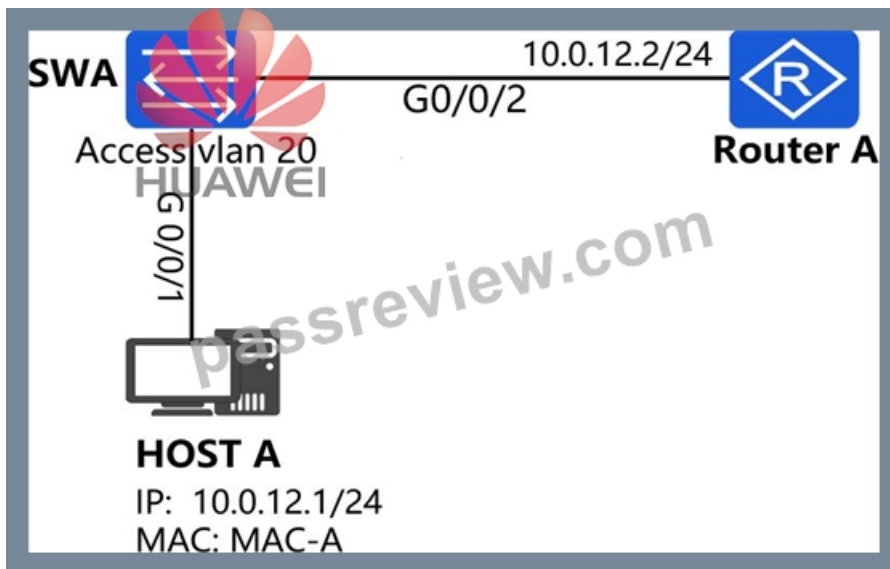 SWA
10.0.12.2/24
G0/0/2
R
Access vlan 20
Router A
HUAWEI
G 0/0/1
passreview.com
HOST A
IP: 10.0.12.1/24
MAC: MAC-A